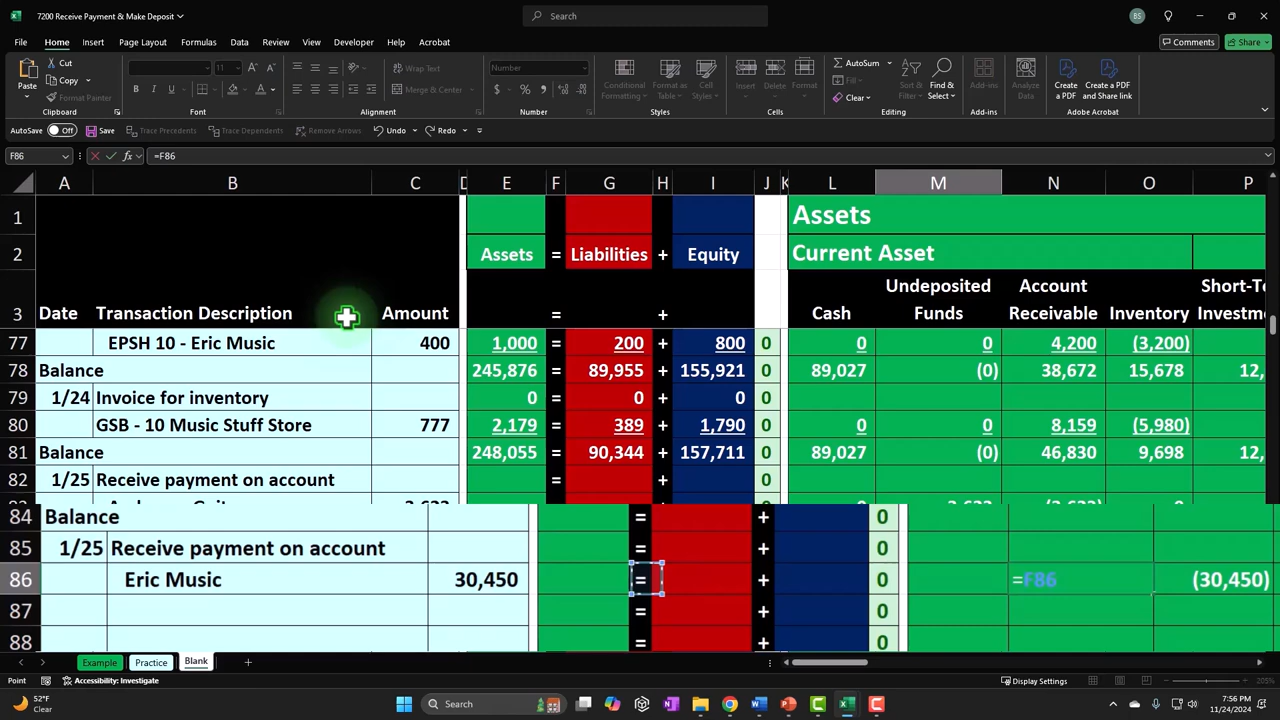 7200 Receive Payment & Make Deposit
Search
BS
File Home Insert Page Layout Formulas Data Review View Developer Help Acrobat
Comments Share
Paste
Cut
Copy
Format Painter
Clipboard
11
Font
Wrap Text
Merge & Center
Alignment
Number
Number
Conditional Formatting
Format as Table
Cell Styles
Styles
Insert Delete Format
Cells
AutoSum
Fill
Clear
Sort & Filter
Find & Select
Editing
Add-ins
Add-ins
Analyze Data
Create a PDF
Create a PDF and Share link
Adobe Acrobat
AutoSave Off Save Trace Precedents Trace Dependents Remove Arrows Undo Redo
F86 =F86
A B C D E F G H I J K L M N O P
1 Assets
2 Assets = Liabilities + Equity Current Asset
Undeposited Account Short-Te
3 Date Transaction Description Amount = + Cash Funds Receivable Inventory Investme
77 EPSH 10 - Eric Music 400 1,000 = 200 + 800 0 0 0 4,200 (3,200)
78 Balance 245,876 = 89,955 + 155,921 0 89,027 (0) 38,672 15,678 12,
79 1/24 Invoice for inventory 0 = 0 + 0 0
80 GSB - 10 Music Stuff Store 777 2,179 = 389 + 1,790 0 0 0 8,159 (5,980)
81 Balance 248,055 = 90,344 + 157,711 0 89,027 (0) 46,830 9,698 12,
82 1/25 Receive payment on account = + 0
84 Balance = + 0
85 1/25 Receive payment on account = + 0
86 Eric Music 30,450 = + 0 =F86 (30,450)
87 = + 0
88 = + 0
Example Practice Blank
Point Accessibility: Investigate Display Settings 205%
52°F
Clear
Search
7:56 PM
11/24/2024